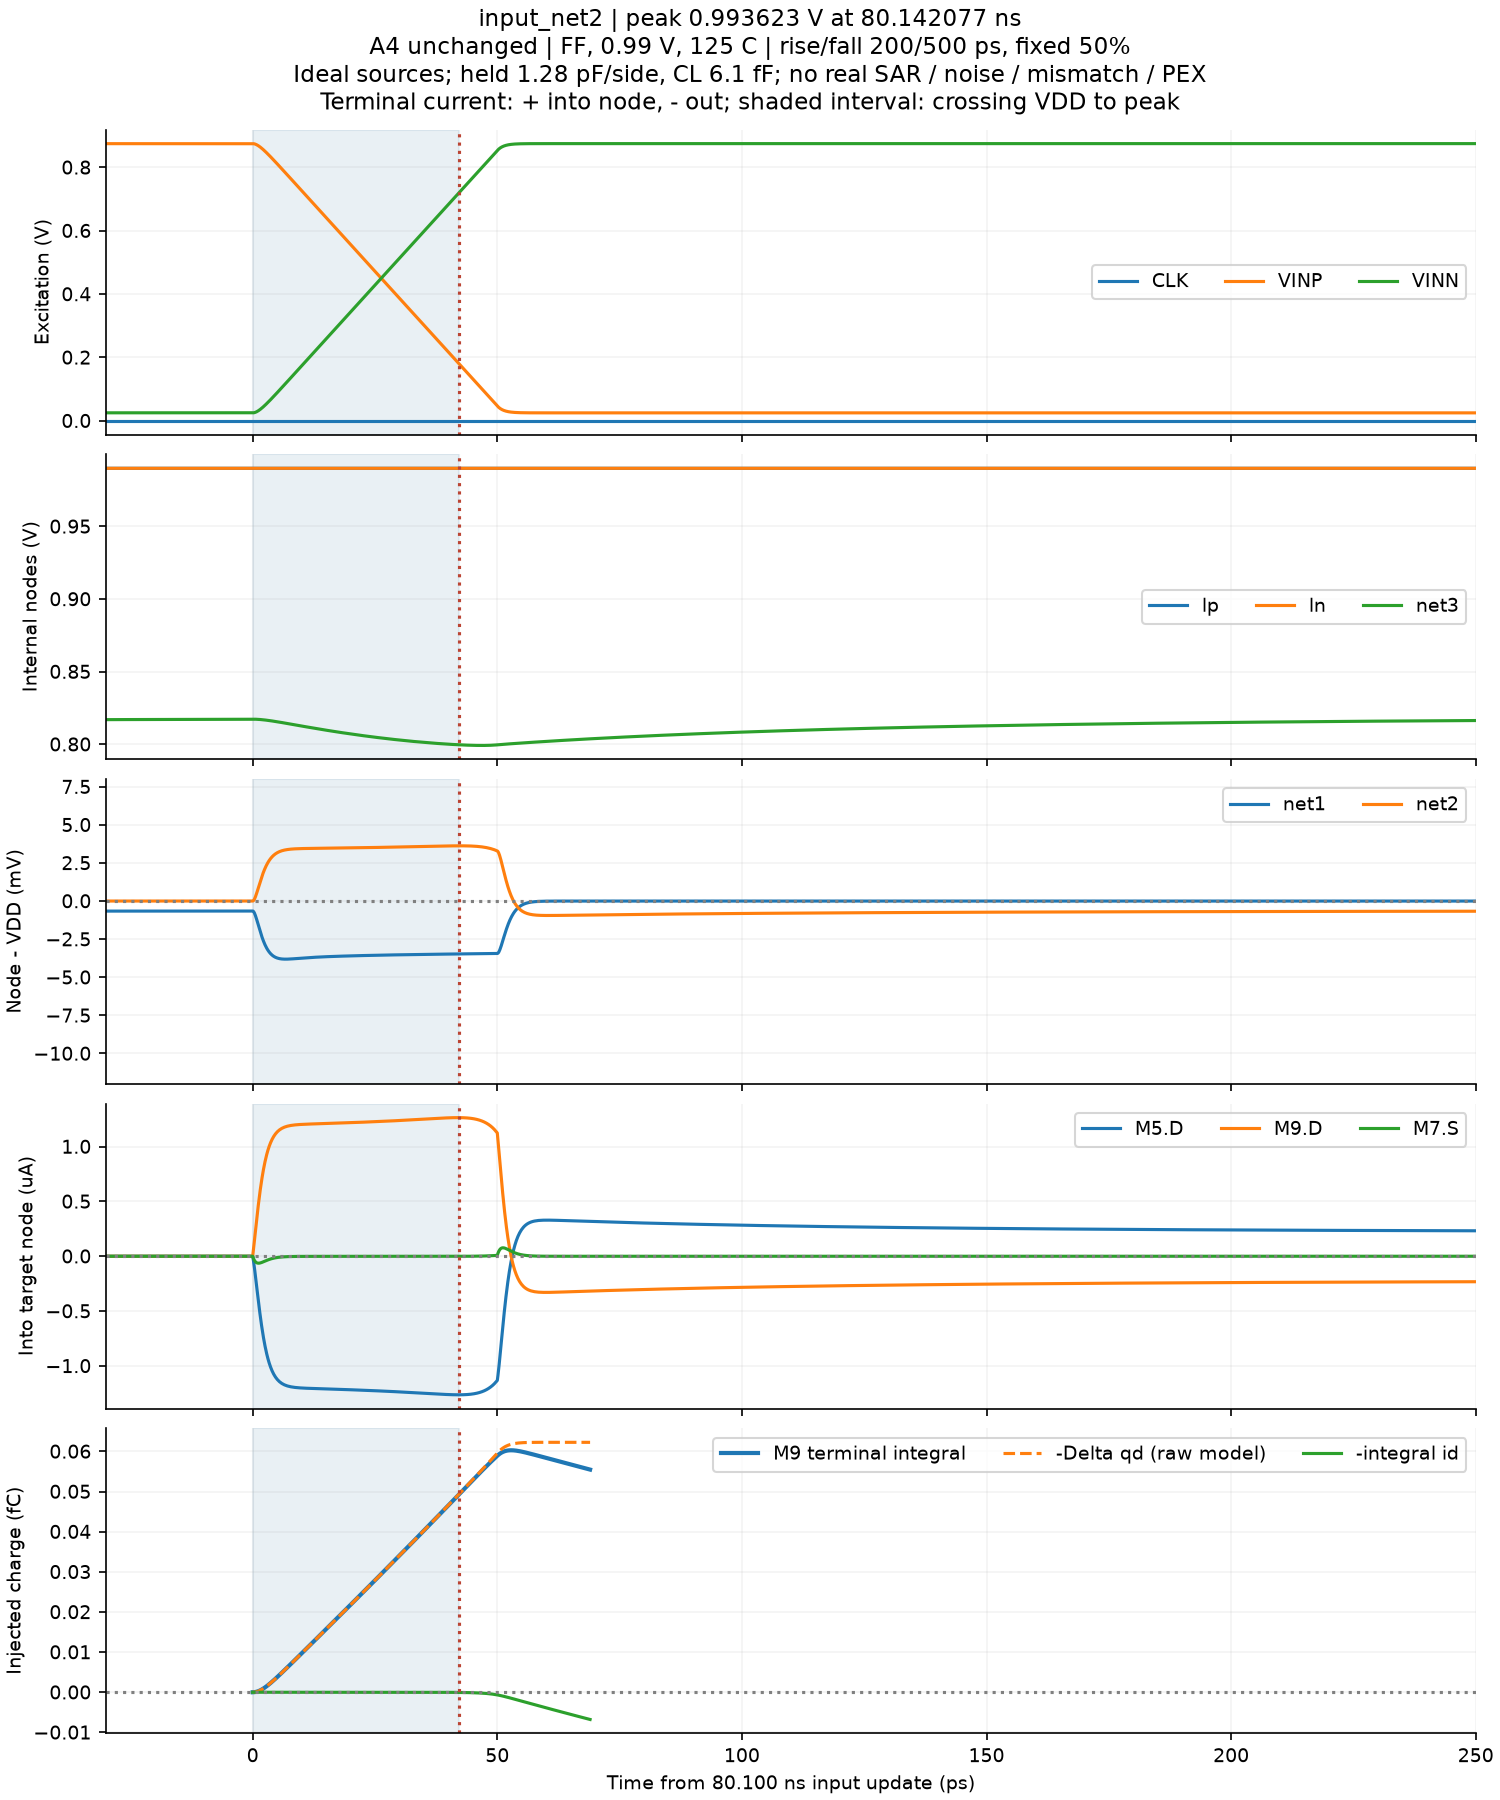 input_net2 | peak 0.993623 V at 80.142077 ns
A4 unchanged | FF, 0.99 V, 125 C | rise/fall 200/500 ps, fixed 50%
Ideal sources; held 1.28 pF/side, CL 6.1 fF; no real SAR / noise / mismatch / PEX
Terminal current: + into node, - out; shaded interval: crossing VDD to peak
Excitation (V)
0.8
0.6
0.4
0.2
0.0
CLK VINP VINN
Internal nodes (V)
0.95
0.90
0.85
0.80
lp ln net3
Node - VDD (mV)
7.5
5.0
2.5
0.0
−2.5
−5.0
−7.5
−10.0
net1 net2
Into target node (uA)
1.0
0.5
0.0
−0.5
−1.0
M5.D M9.D M7.S
Injected charge (fC)
0.06
0.05
0.04
0.03
0.02
0.01
0.00
−0.01
M9 terminal integral -Delta qd (raw model) -integral id
0 50 100 150 200 250
Time from 80.100 ns input update (ps)